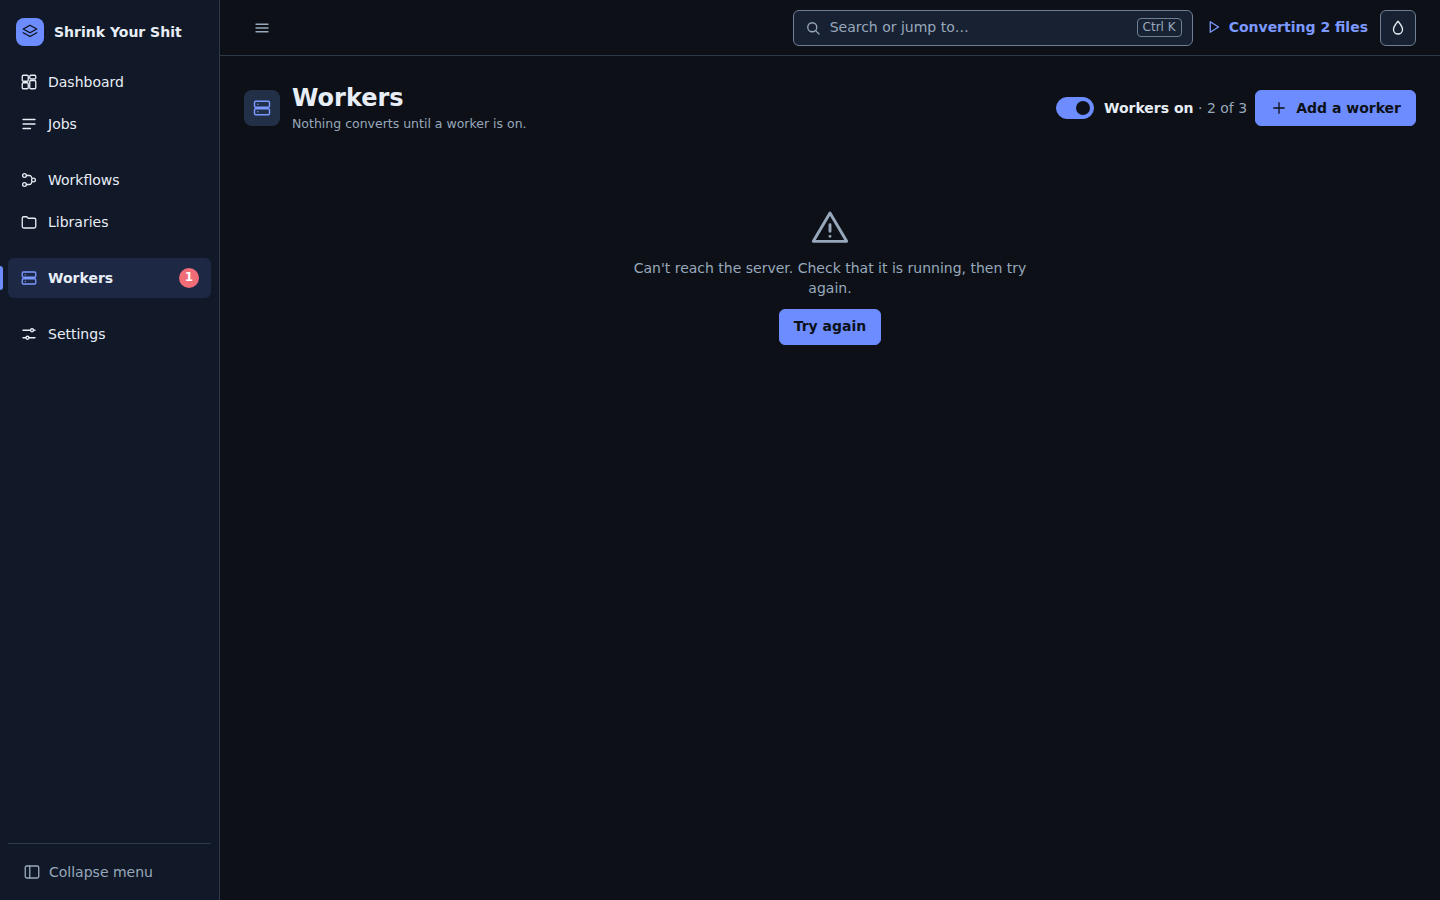 Shrink Your Shit
Search or jump to...
Ctrl K
Converting 2 files
Dashboard
Jobs
Workflows
Libraries
Workers
1
Settings
Collapse menu
Workers
Nothing converts until a worker is on.
Workers on · 2 of 3
Add a worker
Can't reach the server. Check that it is running, then try
again.
Try again